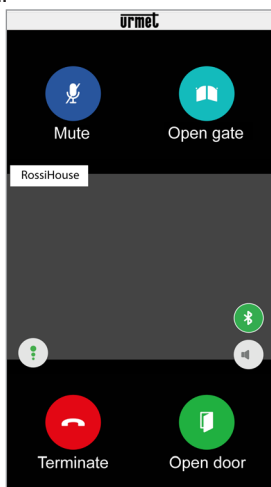 urmet
Mute
Open gate
RossiHouse
Terminate
Open door